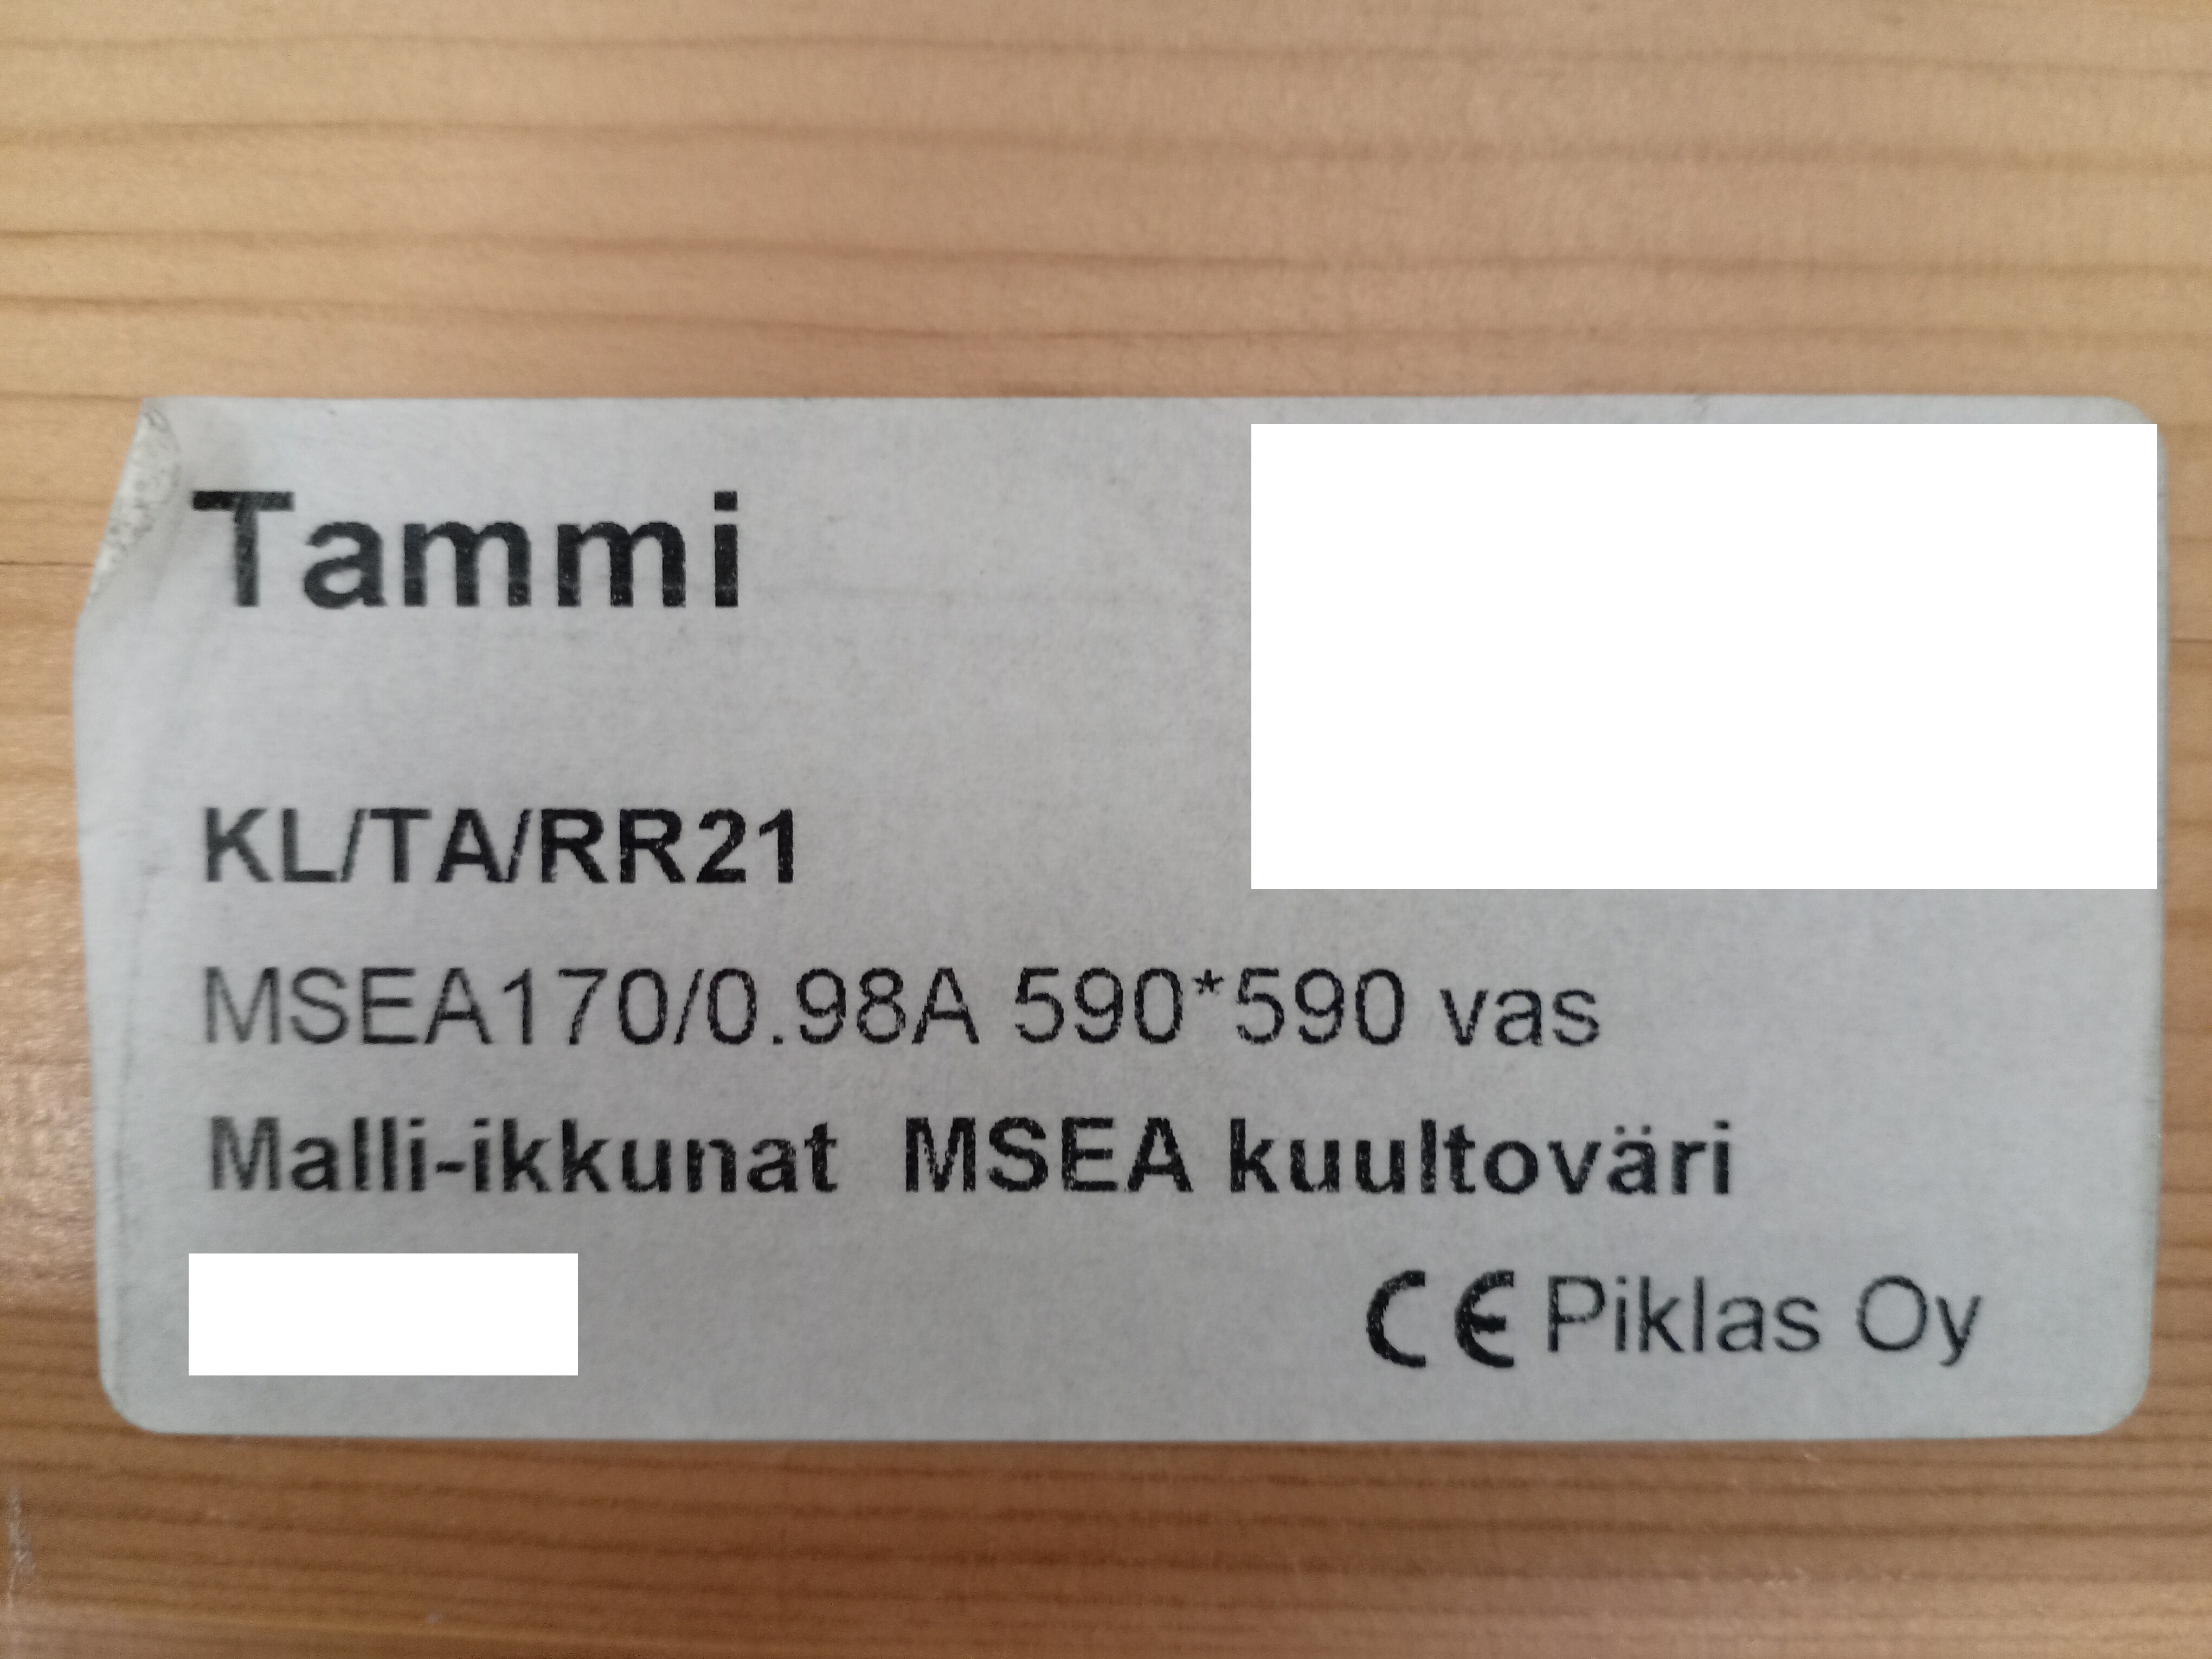 Tammi
KL/TA/RR21
MSEA170/0.98A 590*590 vas
Malli-ikkunat MSEA kuultoväri
CE Piklas Oy